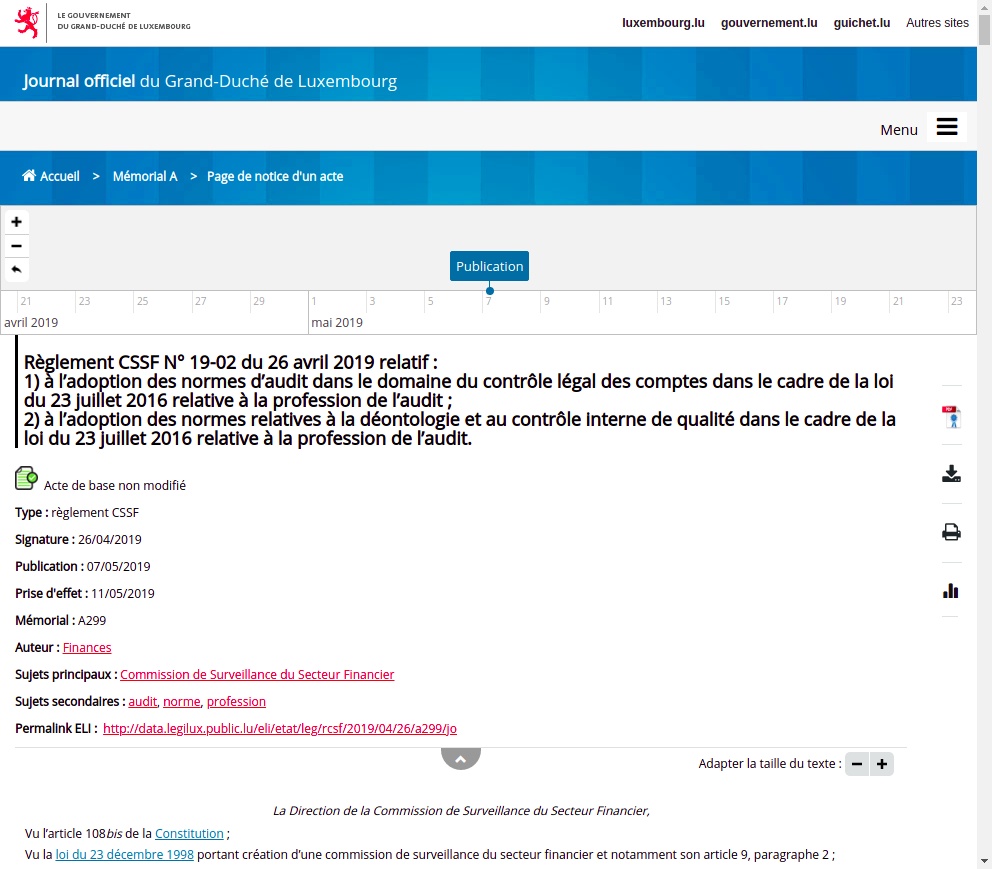 LE GOUVERNEMENT
DU GRAND-DUCHÉ DE LUXEMBOURG
luxembourg.lu gouvernement.lu guichet.lu Autres sites
Journal officiel du Grand-Duché de Luxembourg
Menu
Accueil > Mémorial A > Page de notice d'un acte
Publication
21 23 25 27 29 1 3 5 7 9 11 13 15 17 19 21 23
avril 2019 mai 2019
Règlement CSSF N° 19-02 du 26 avril 2019 relatif :
1) à l’adoption des normes d’audit dans le domaine du contrôle légal des comptes dans le cadre de la loi
du 23 juillet 2016 relative à la profession de l’audit ;
2) à l’adoption des normes relatives à la déontologie et au contrôle interne de qualité dans le cadre de la
loi du 23 juillet 2016 relative à la profession de l’audit.
Acte de base non modifié
Type : règlement CSSF
Signature : 26/04/2019
Publication : 07/05/2019
Prise d'effet : 11/05/2019
Mémorial : A299
Auteur : Finances
Sujets principaux : Commission de Surveillance du Secteur Financier
Sujets secondaires : audit, norme, profession
Permalink ELI : http://data.legilux.public.lu/eli/etat/leg/rcsf/2019/04/26/a299/jo
Adapter la taille du texte :
La Direction de la Commission de Surveillance du Secteur Financier,
Vu l’article 108bis de la Constitution ;
Vu la loi du 23 décembre 1998 portant création d’une commission de surveillance du secteur financier et notamment son article 9, paragraphe 2 ;